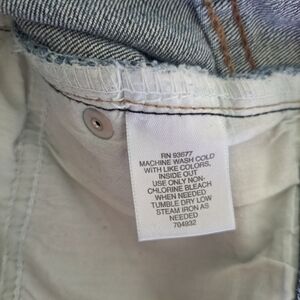 RN 93677
MACHINE WASH COLD
WITH LIKE COLORS,
INSIDE OUT
USE ONLY NON-
CHLORINE BLEACH
WHEN NEEDED
TUMBLE DRY LOW
STEAM IRON AS
NEEDED
704932